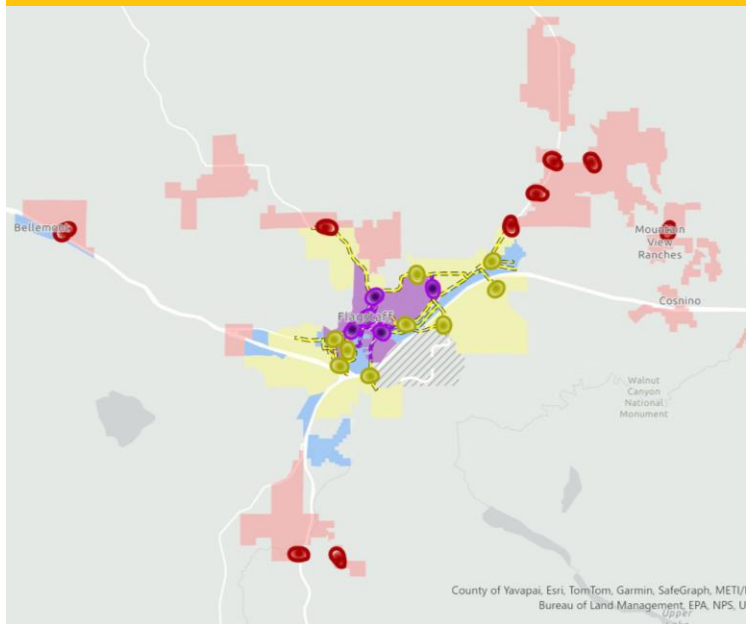 Bellemont
Mountain
View
Ranches
Flagstaff
Cosnino
Walnut
Canyon
National
Monument
County of Yavapai, Esri, TomTom, Garmin, SafeGraph, METI/
Bureau of Land Management, EPA, NPS, U
Upper